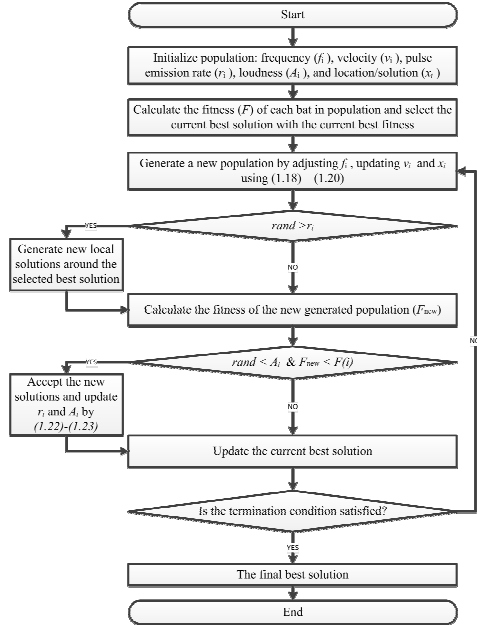 Start
Initialize population: frequency (fᵢ ), velocity (vᵢ ), pulse
emission rate (rᵢ ), loudness (Aᵢ ), and location/solution (xᵢ )
Calculate the fitness (F) of each bat in population and select the
current best solution with the current best fitness
Generate a new population by adjusting fᵢ , updating vᵢ and xᵢ
using (1.18) (1.20)
rand >rᵢ
YES
Generate new local
solutions around the
selected best solution
NO
Calculate the fitness of the new generated population (Fnew)
rand < Aᵢ & Fnew < F(i)
YES
Accept the new
solutions and update
rᵢ and Aᵢ by
(1.22)-(1.23)
NO
Update the current best solution
Is the termination condition satisfied?
NO
YES
The final best solution
End